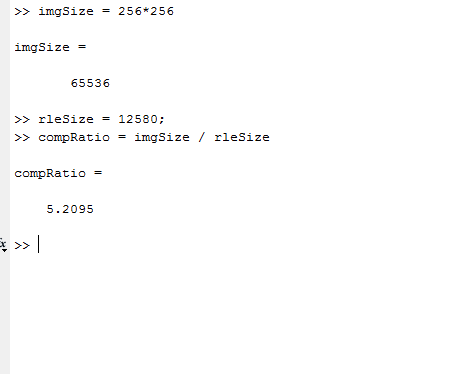 >> imgSize = 256*256
imgSize =
65536
>> rleSize = 12580;
>> compRatio = imgSize / rleSize
compRatio =
5.2095
>>